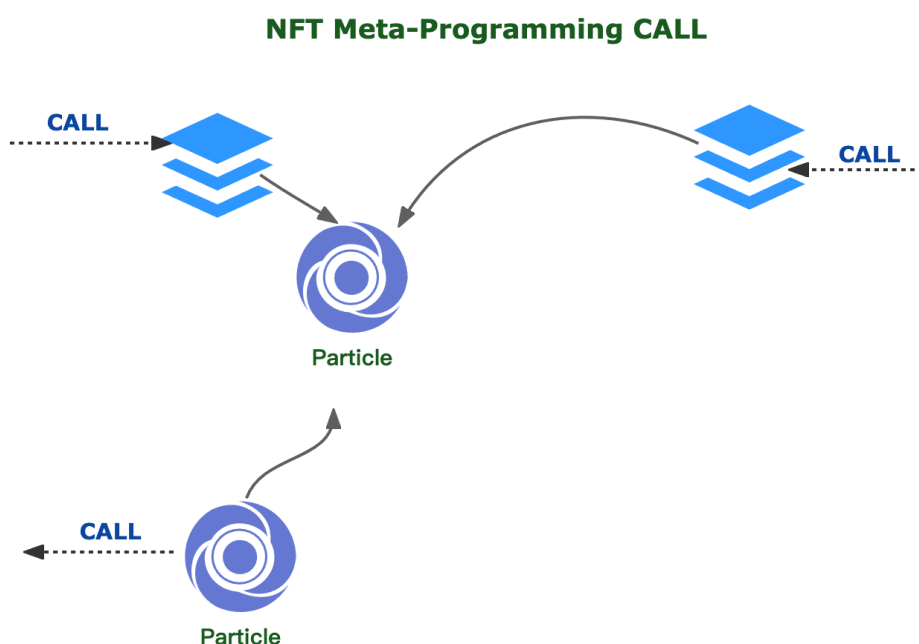 NFT Meta-Programming CALL
CALL
CALL
Particle
CALL
Particle